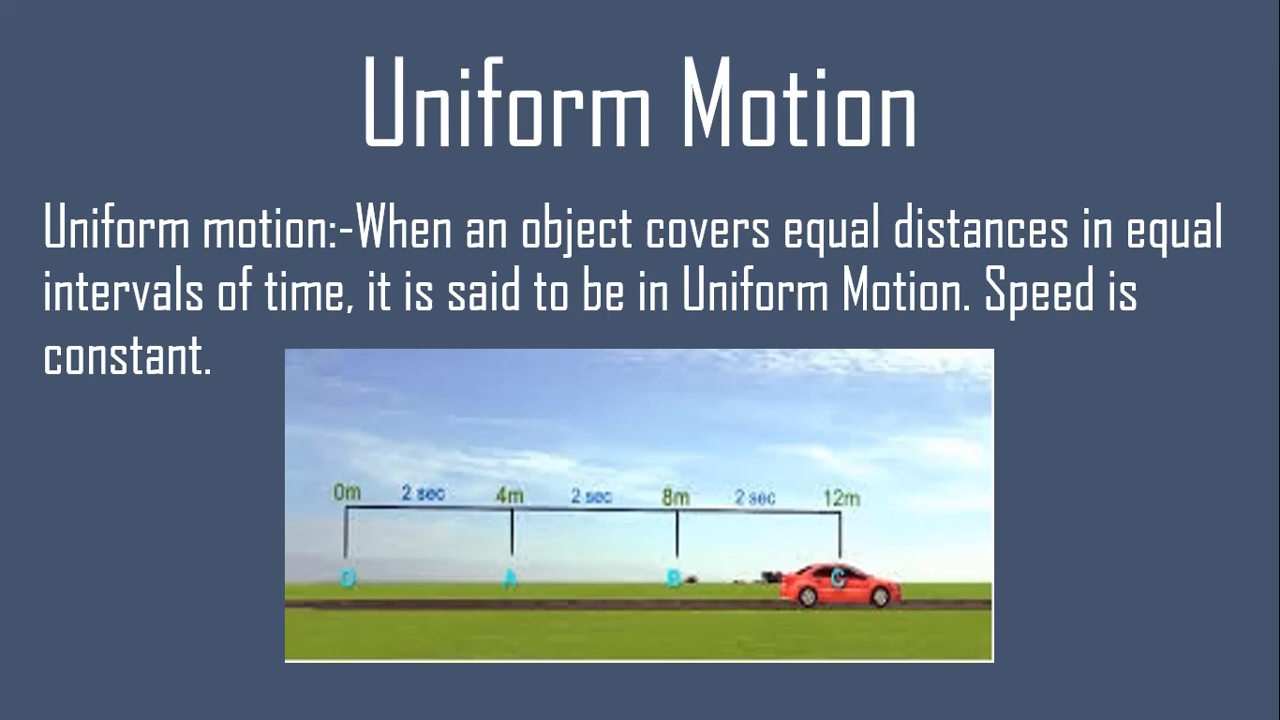 Uniform Motion
Uniform motion:-When an object covers equal distances in equal
intervals of time, it is said to be in Uniform Motion. Speed is
constant.
0m 2 sec 4m 2 sec 8m 2 sec 12m
O A B C